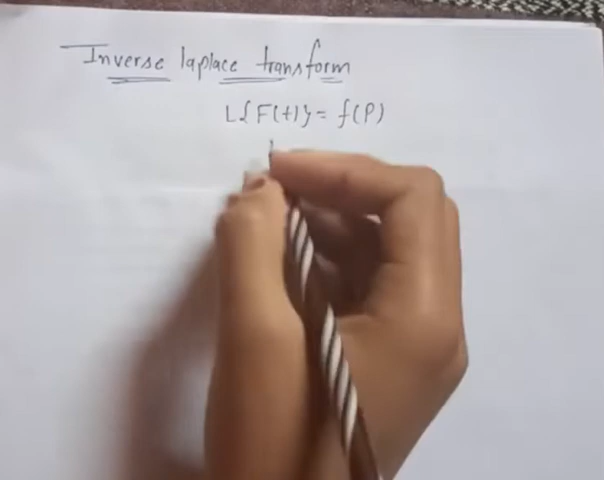 Inverse laplace transform
L{F(t)} = f(P)